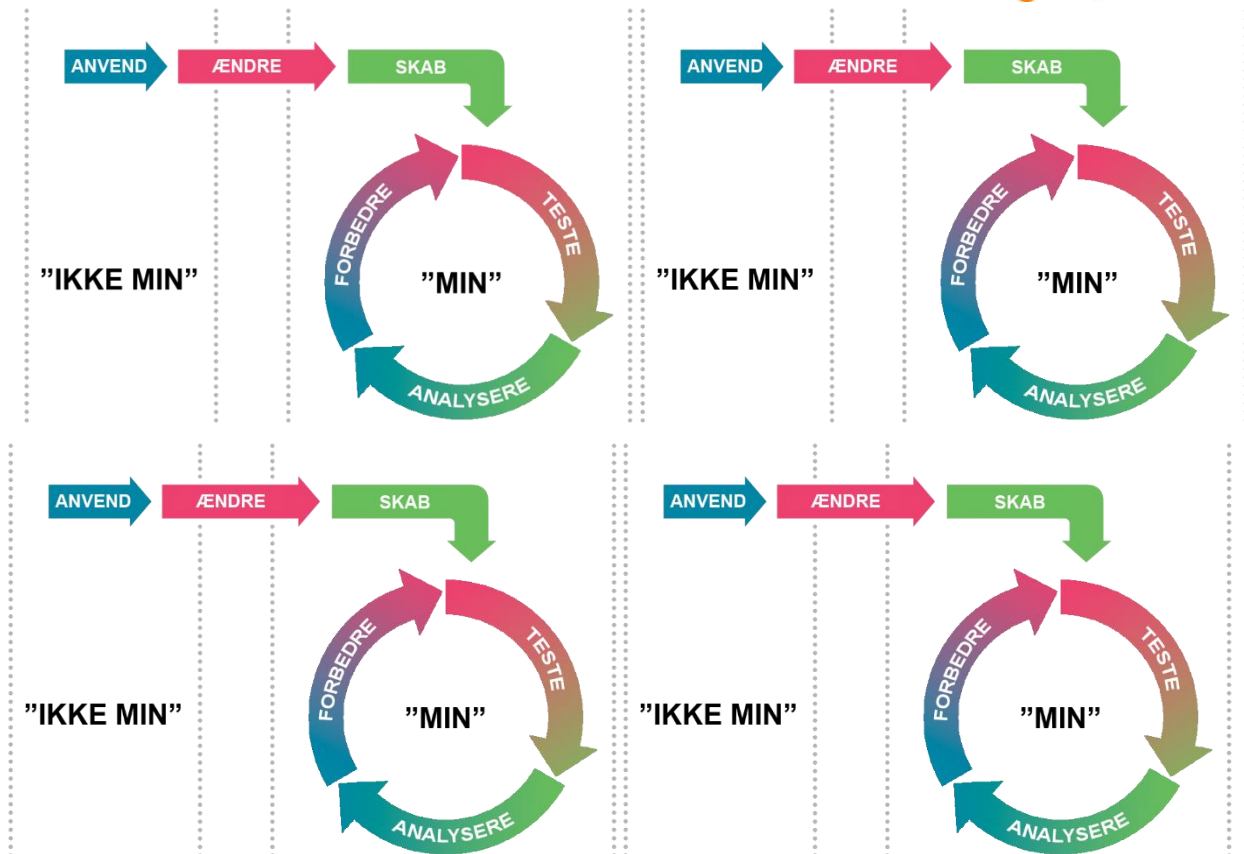 ANVEND ÆNDRE SKAB
FORBEDRE
TESTE
”IKKE MIN”
”MIN”
ANALYSERE
ANVEND ÆNDRE SKAB
FORBEDRE
TESTE
”IKKE MIN”
”MIN”
ANALYSERE
ANVEND ÆNDRE SKAB
FORBEDRE
TESTE
”IKKE MIN”
”MIN”
ANALYSERE
ANVEND ÆNDRE SKAB
FORBEDRE
TESTE
”IKKE MIN”
”MIN”
ANALYSERE